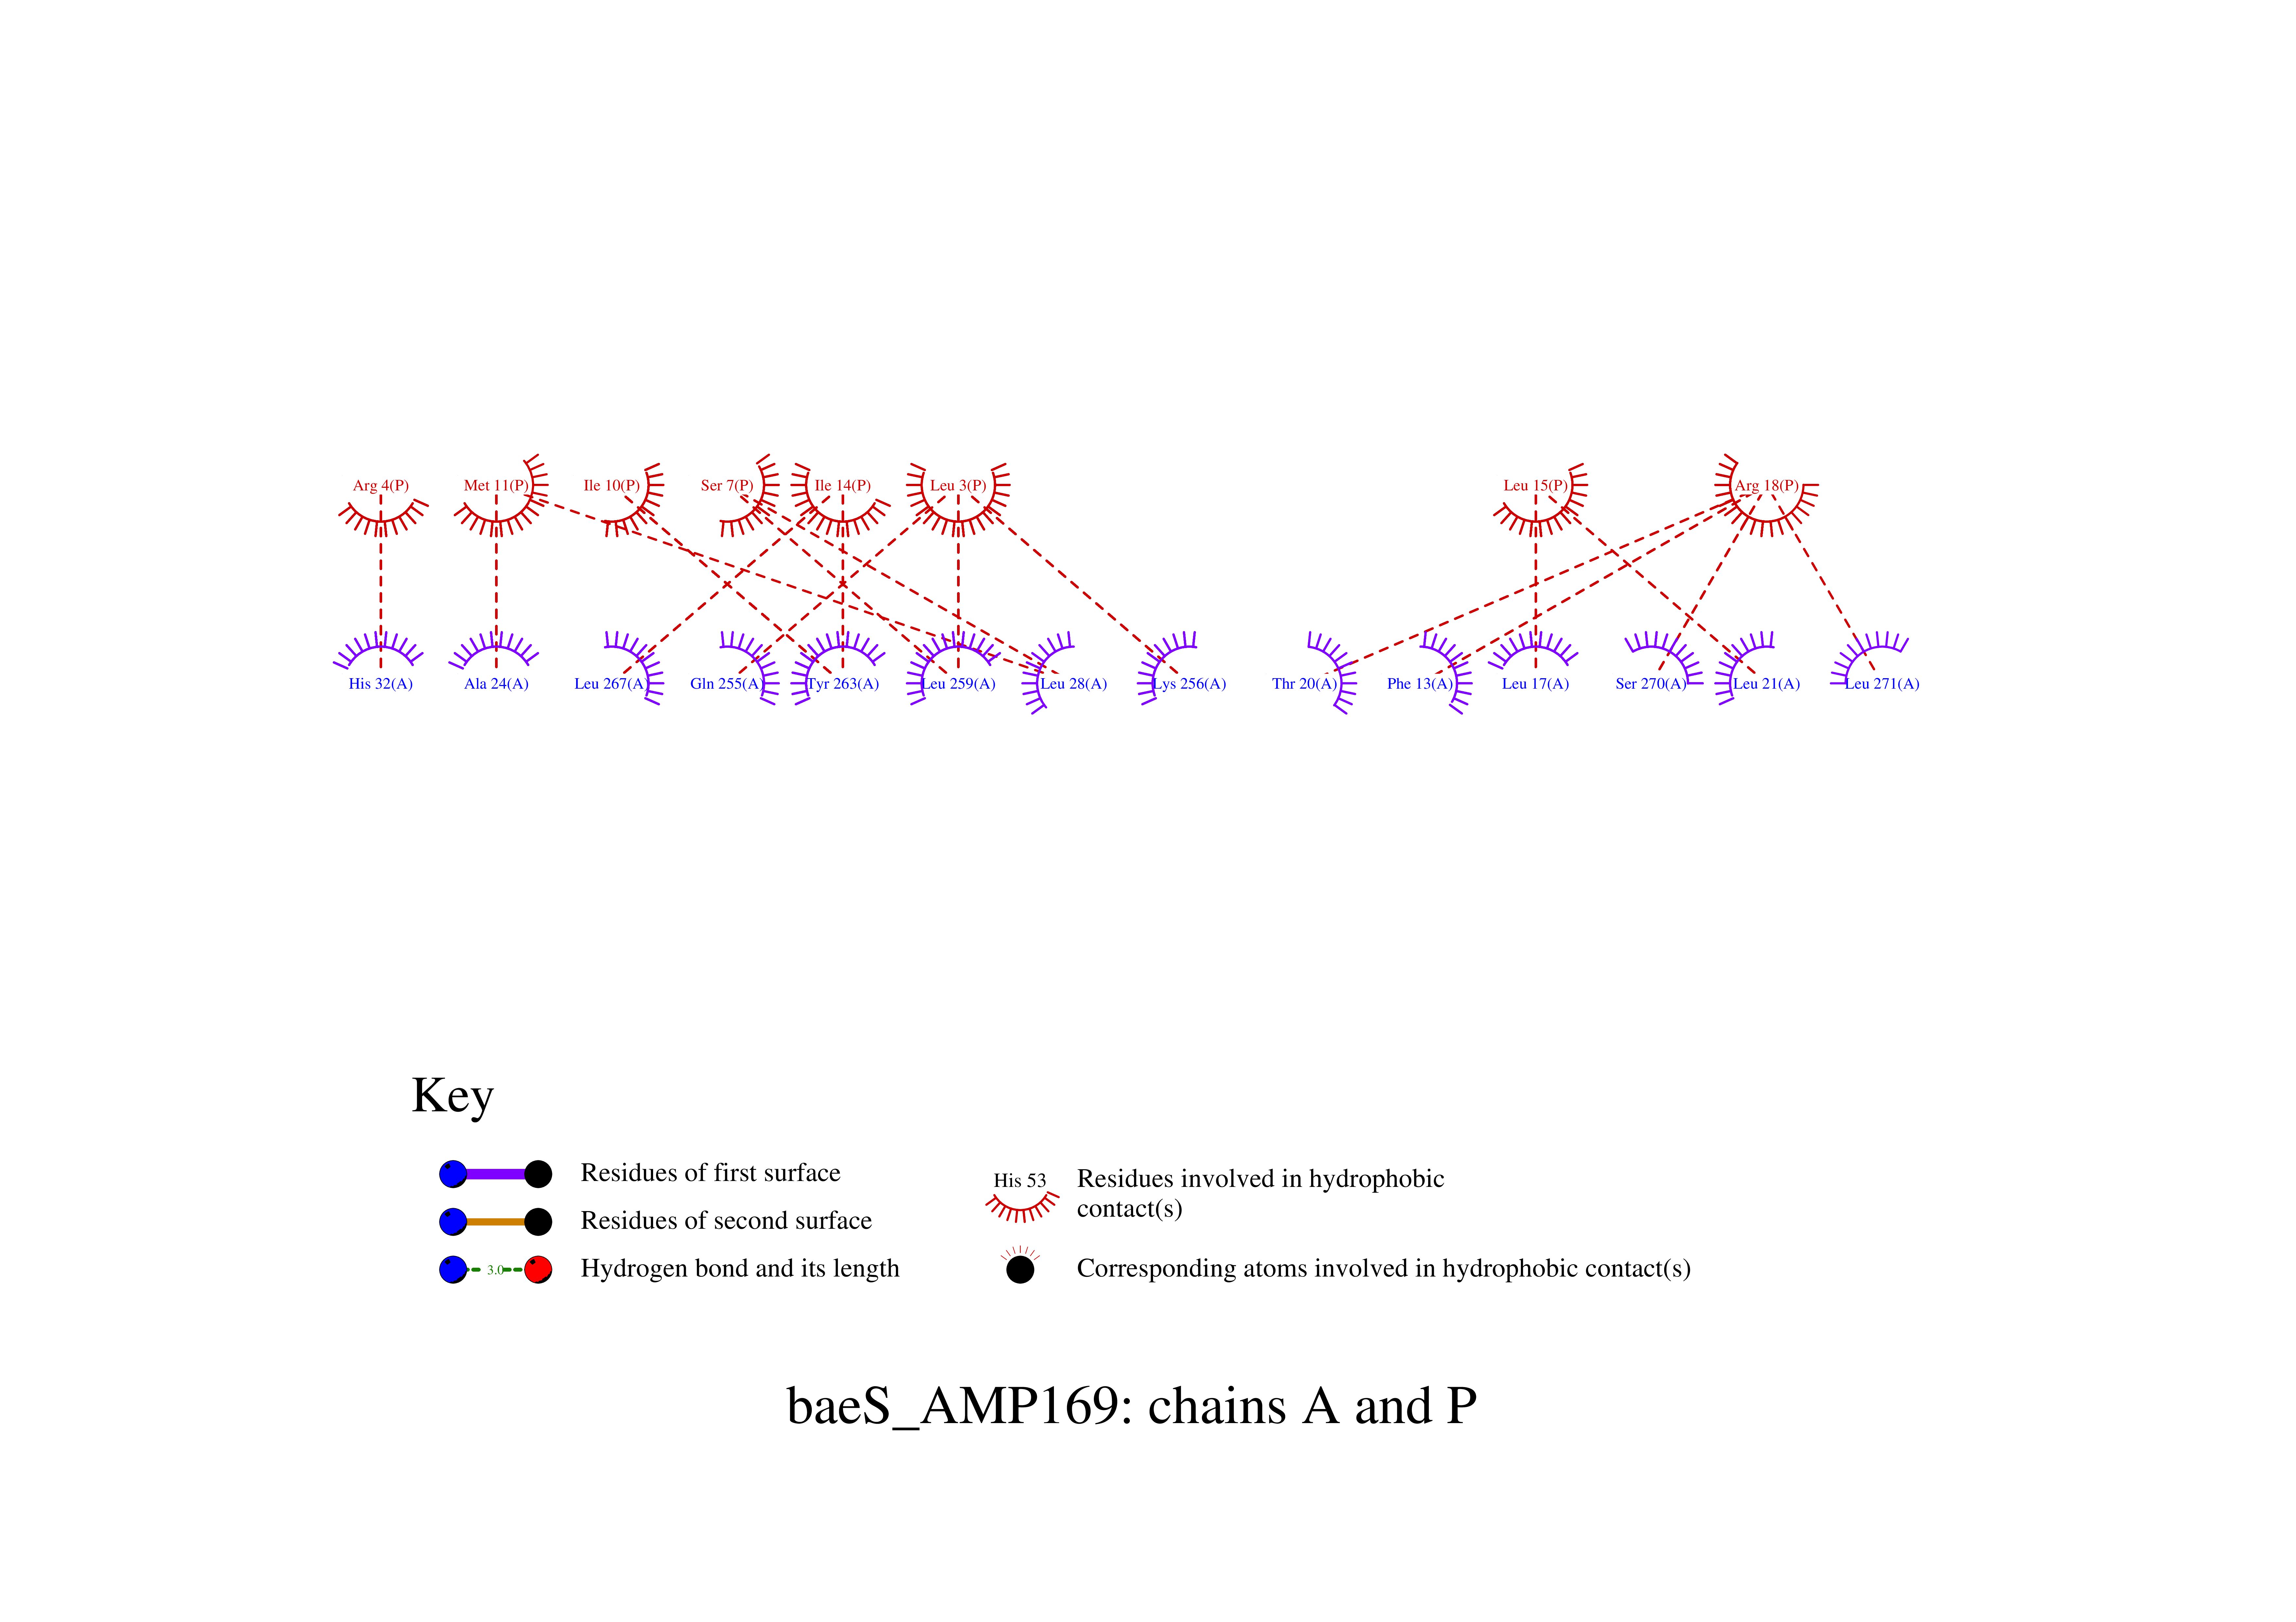 Arg 4(P) Met 11(P) Ile 10(P) Ser 7(P) Ile 14(P) Leu 3(P) Leu 15(P) Arg 18(P)
His 32(A) Ala 24(A) Leu 267(A) Gln 255(A) Tyr 263(A) Leu 259(A) Leu 28(A) Lys 256(A) Thr 20(A) Phe 13(A) Leu 17(A) Ser 270(A) Leu 21(A) Leu 271(A)
Key
Residues of first surface
Residues of second surface
3.0
Hydrogen bond and its length
His 53
Residues involved in hydrophobic
contact(s)
Corresponding atoms involved in hydrophobic contact(s)
baeS_AMP169: chains A and P